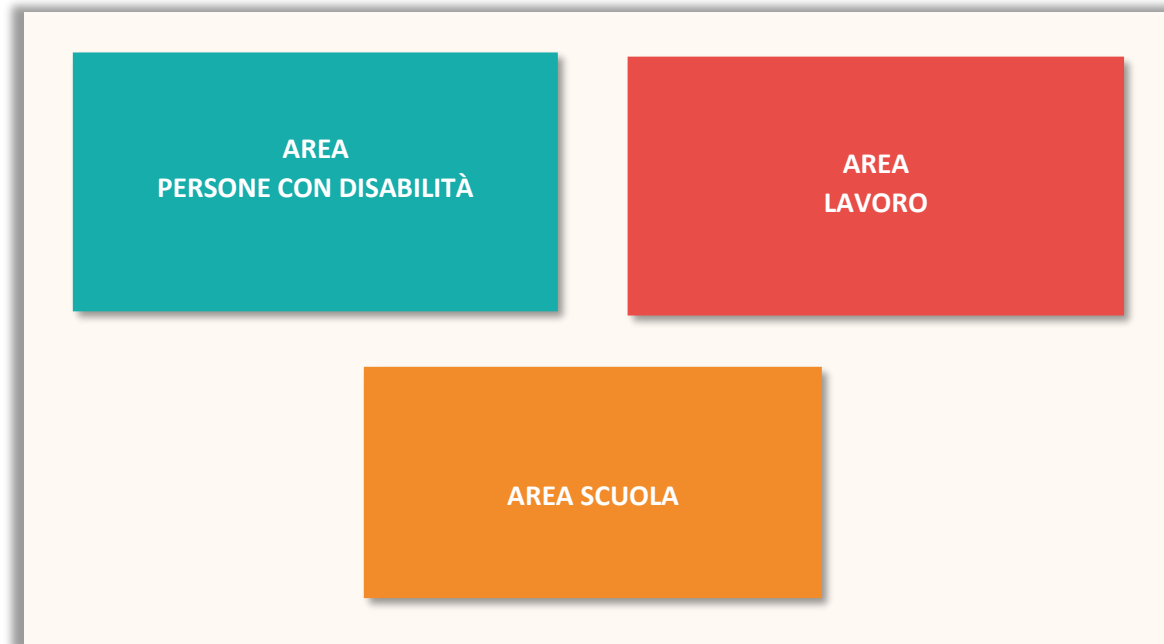 AREA
PERSONE CON DISABILITÀ
AREA
LAVORO
AREA SCUOLA